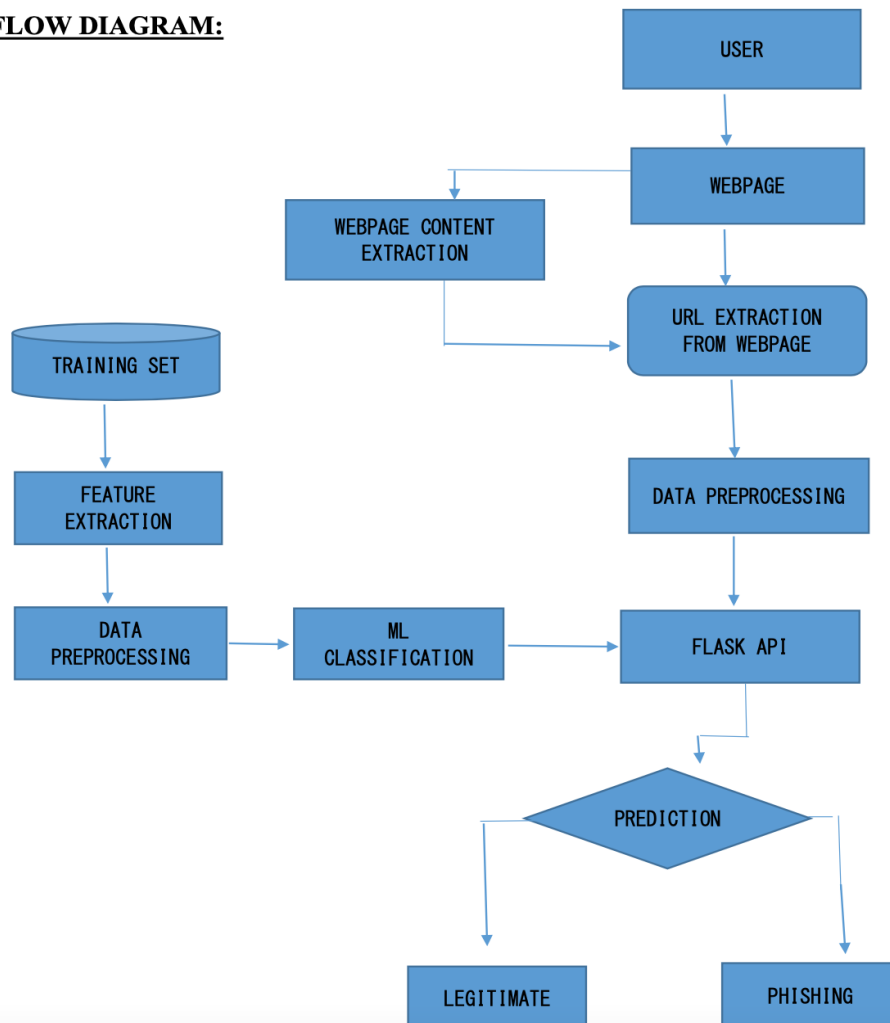 FLOW DIAGRAM:
USER
WEBPAGE
WEBPAGE CONTENT
EXTRACTION
URL EXTRACTION
FROM WEBPAGE
TRAINING SET
FEATURE
EXTRACTION
DATA PREPROCESSING
DATA
PREPROCESSING
ML
CLASSIFICATION
FLASK API
PREDICTION
LEGITIMATE
PHISHING